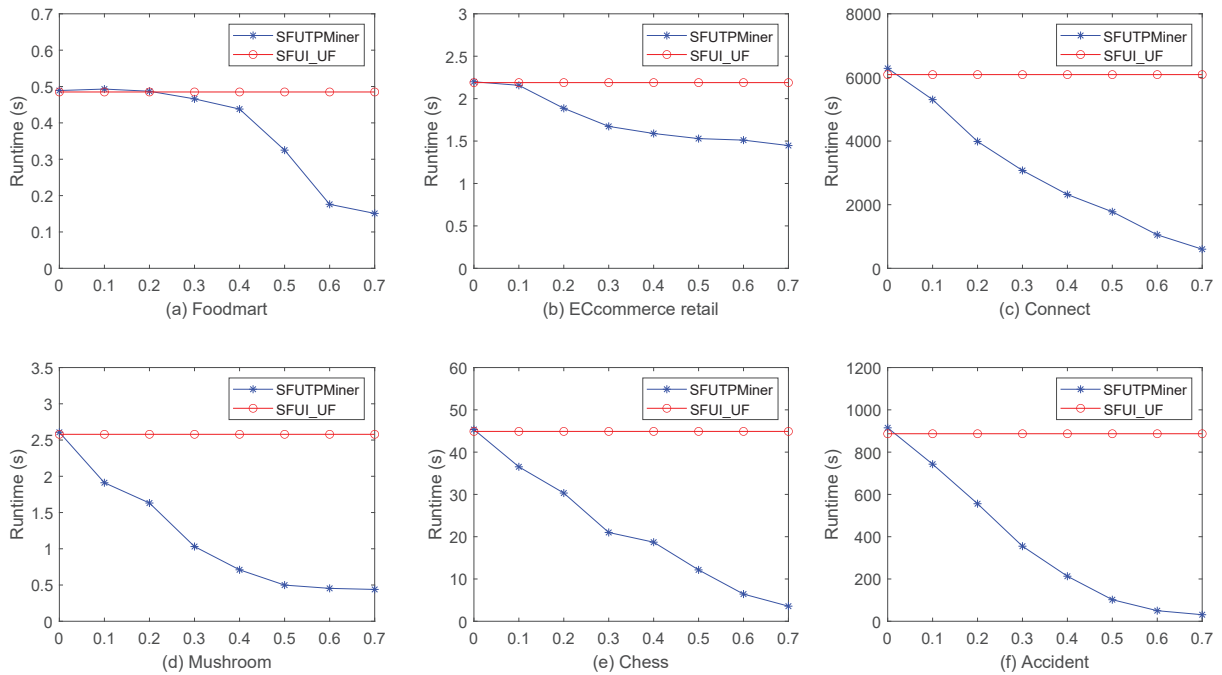 0.7
0.6
0.5
0.4
0.3
0.2
0.1
0
Runtime (s)
SFUTPMiner
SFUI_UF
0 0.1 0.2 0.3 0.4 0.5 0.6 0.7
(a) Foodmart
3
2.5
2
1.5
1
0.5
0
Runtime (s)
SFUTPMiner
SFUI_UF
0 0.1 0.2 0.3 0.4 0.5 0.6 0.7
(b) ECcommerce retail
8000
6000
4000
2000
0
Runtime (s)
SFUTPMiner
SFUI_UF
0 0.1 0.2 0.3 0.4 0.5 0.6 0.7
(c) Connect
3.5
3
2.5
2
1.5
1
0.5
0
Runtime (s)
SFUTPMiner
SFUI_UF
0 0.1 0.2 0.3 0.4 0.5 0.6 0.7
(d) Mushroom
60
50
40
30
20
10
0
Runtime (s)
SFUTPMiner
SFUI_UF
0 0.1 0.2 0.3 0.4 0.5 0.6 0.7
(e) Chess
1200
1000
800
600
400
200
0
Runtime (s)
SFUTPMiner
SFUI_UF
0 0.1 0.2 0.3 0.4 0.5 0.6 0.7
(f) Accident